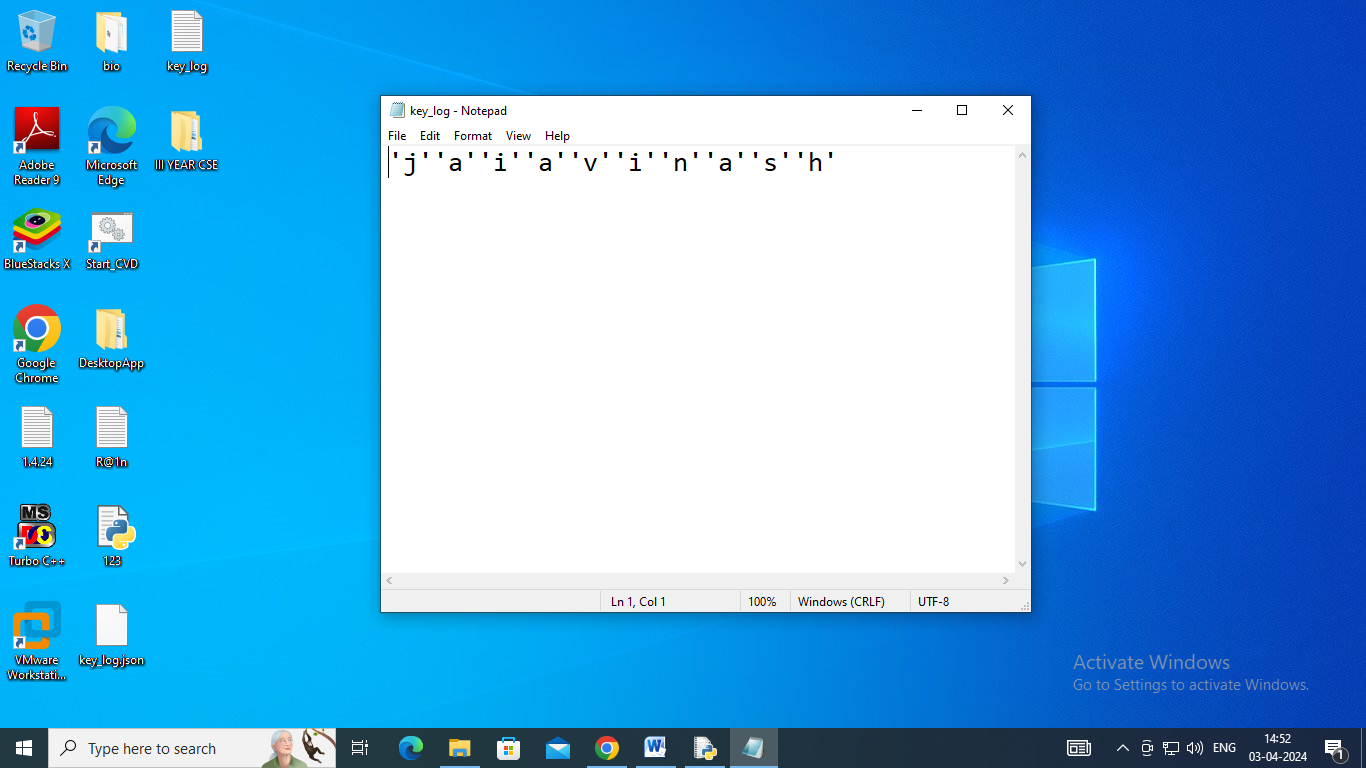 Recycle Bin
bio
key_log
Adobe
Reader 9
Microsoft
Edge
III YEAR CSE
BlueStacks X
Start_CVD
Google
Chrome
DesktopApp
1.4.24
R@1n
Turbo C++
123
VMware
Workstati...
key_log.json
key_log - Notepad
File Edit Format View Help
'j''a''i''a''v''i''n''a''s''h'
Ln 1, Col 1
100%
Windows (CRLF)
UTF-8
Activate Windows
Go to Settings to activate Windows.
Type here to search
ENG
14:52
03-04-2024
1